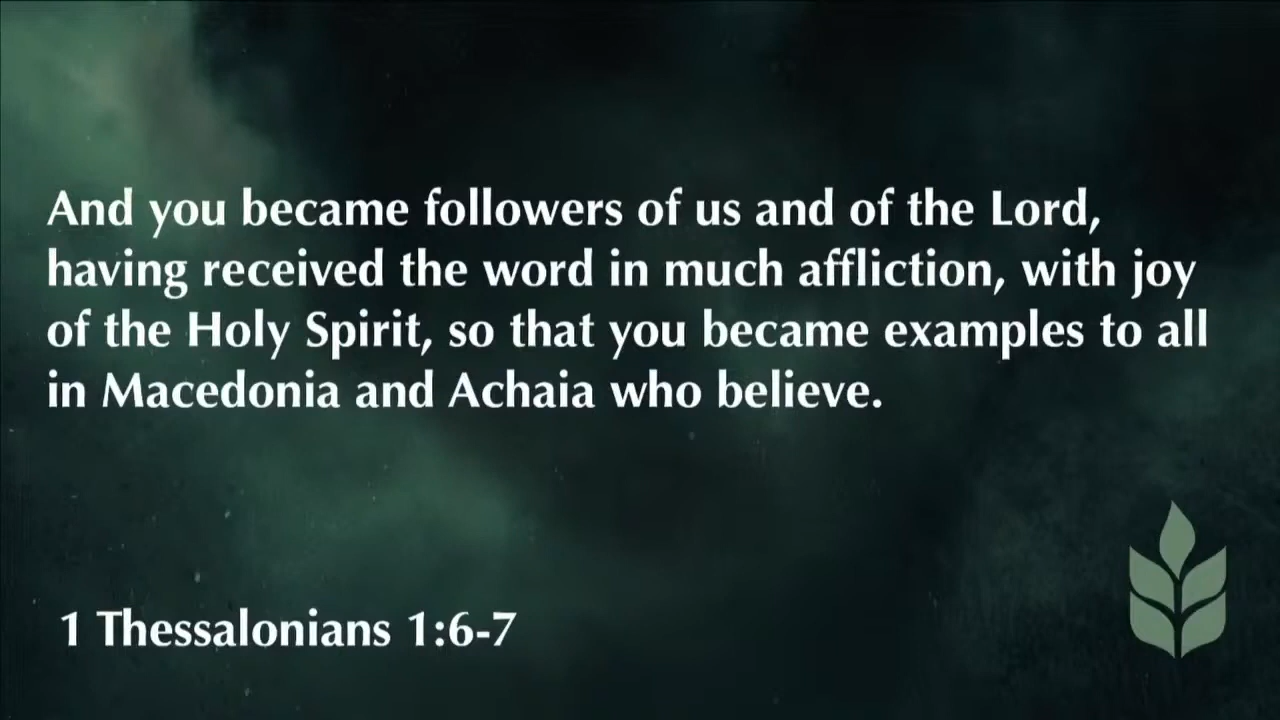 And you became followers of us and of the Lord,
having received the word in much affliction, with joy
of the Holy Spirit, so that you became examples to all
in Macedonia and Achaia who believe.
1 Thessalonians 1:6-7